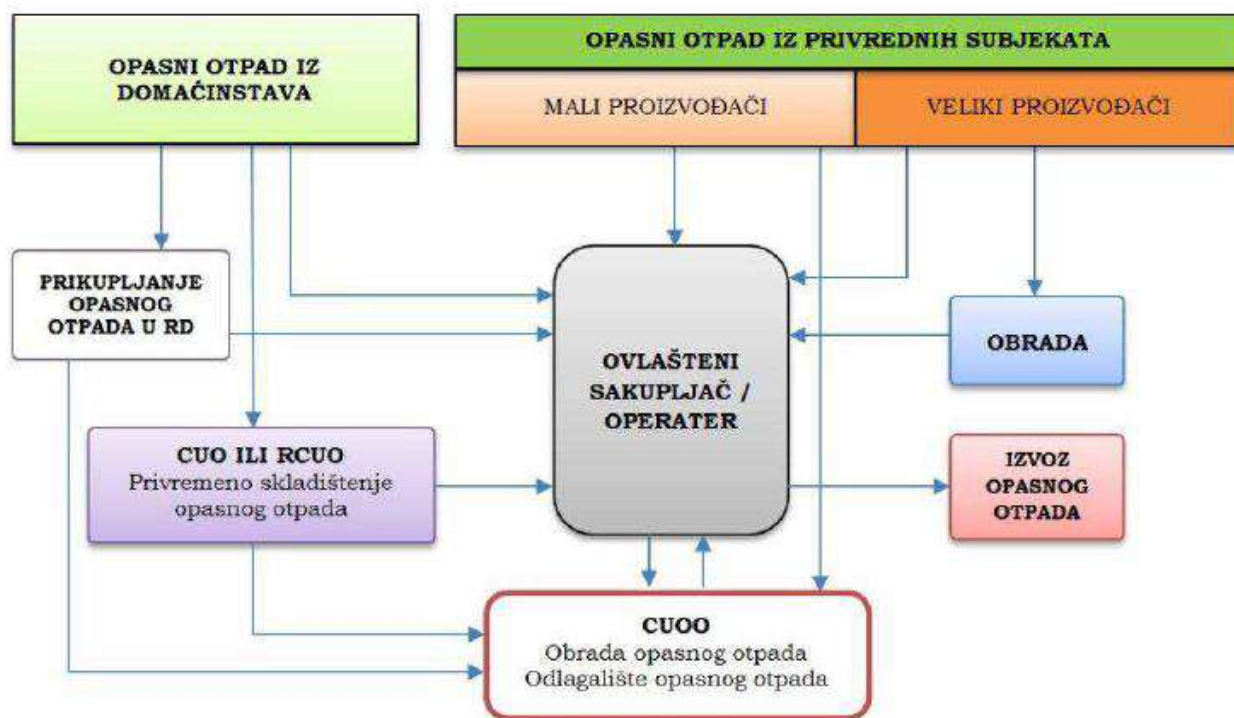 OPASNI OTPAD IZ
DOMAĆINSTAVA
OPASNI OTPAD IZ PRIVREDNIH SUBJEKATA
MALI PROIZVOĐAČI
VELIKI PROIZVOĐAČI
PRIKUPLJANJE
OPASNOG
OTPADA U RD
OVLAŠTENI
SAKUPLJAČ /
OPERATER
OBRADA
CUO ILI RCUO
Privremeno skladištenje
opasnog otpada
IZVOZ
OPASNOG
OTPADA
CUOO
Obrada opasnog otpada
Odlagalište opasnog otpada